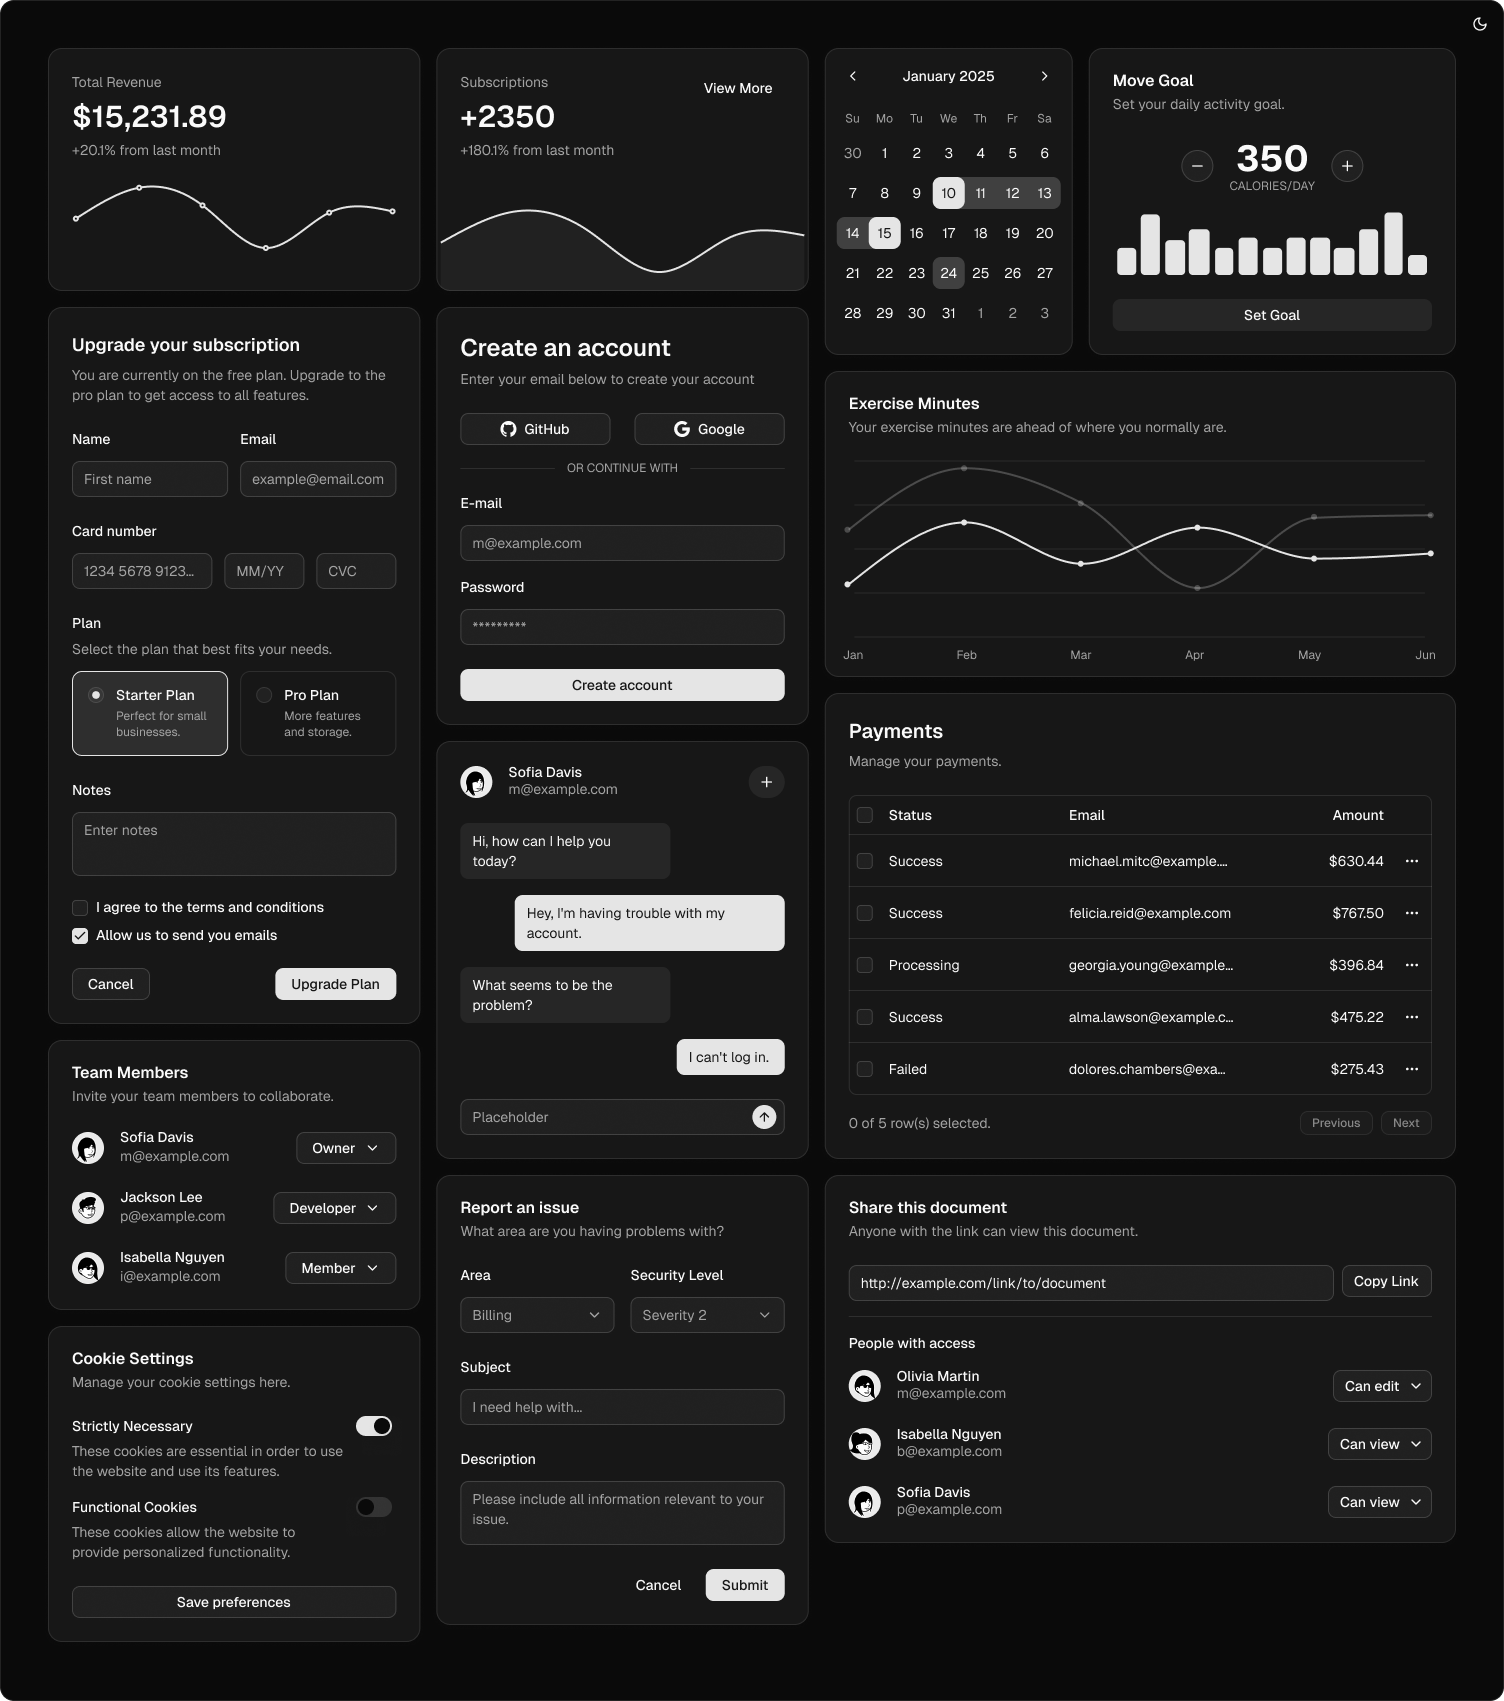 Total Revenue
$15,231.89
+20.1% from last month
Subscriptions
View More
+2350
+180.1% from last month
January 2025
Su Mo Tu We Th Fr Sa
30 1 2 3 4 5 6
7 8 9 10 11 12 13
14 15 16 17 18 19 20
21 22 23 24 25 26 27
28 29 30 31 1 2 3
Move Goal
Set your daily activity goal.
350
CALORIES/DAY
Set Goal
Upgrade your subscription
You are currently on the free plan. Upgrade to the
pro plan to get access to all features.
Name Email
First name example@email.com
Card number
1234 5678 9123... MM/YY CVC
Plan
Select the plan that best fits your needs.
Starter Plan
Perfect for small
businesses.
Pro Plan
More features
and storage.
Notes
Enter notes
I agree to the terms and conditions
Allow us to send you emails
Cancel Upgrade Plan
Create an account
Enter your email below to create your account
GitHub Google
OR CONTINUE WITH
E-mail
m@example.com
Password
*********
Create account
Exercise Minutes
Your exercise minutes are ahead of where you normally are.
Jan Feb Mar Apr May Jun
Sofia Davis
m@example.com
Hi, how can I help you
today?
Hey, I'm having trouble with my
account.
What seems to be the
problem?
I can't log in.
Placeholder
Payments
Manage your payments.
Status Email Amount
Success michael.mitc@example.... $630.44
Success felicia.reid@example.com $767.50
Processing georgia.young@example... $396.84
Success alma.lawson@example.c... $475.22
Failed dolores.chambers@exa... $275.43
0 of 5 row(s) selected.
Previous Next
Team Members
Invite your team members to collaborate.
Sofia Davis
m@example.com
Owner
Jackson Lee
p@example.com
Developer
Isabella Nguyen
i@example.com
Member
Cookie Settings
Manage your cookie settings here.
Strictly Necessary
These cookies are essential in order to use
the website and use its features.
Functional Cookies
These cookies allow the website to
provide personalized functionality.
Save preferences
Report an issue
What area are you having problems with?
Area Security Level
Billing Severity 2
Subject
I need help with...
Description
Please include all information relevant to your
issue.
Cancel Submit
Share this document
Anyone with the link can view this document.
http://example.com/link/to/document
Copy Link
People with access
Olivia Martin
m@example.com
Can edit
Isabella Nguyen
b@example.com
Can view
Sofia Davis
p@example.com
Can view